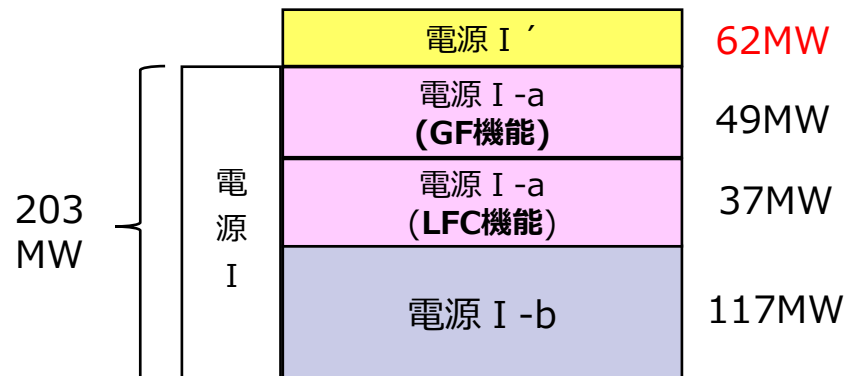 電源Ⅰ´
62MW
電源Ⅰ-a
(GF機能)
49MW
電源Ⅰ-a
(LFC機能)
37MW
電源Ⅰ
203
MW
電源Ⅰ-b
117MW